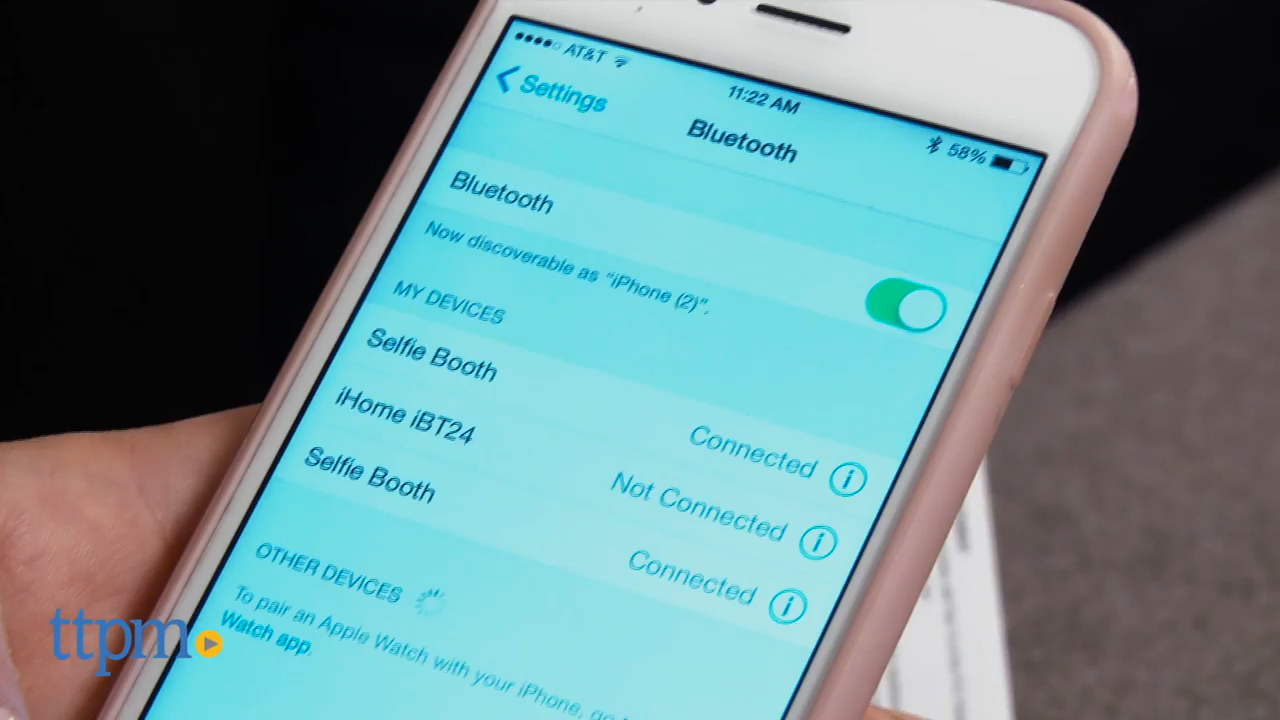 AT&T
11:22 AM
58%
Settings
Bluetooth
Bluetooth
Now discoverable as "iPhone (2)".
MY DEVICES
Selfie Booth
Connected
iHome iBT24
Not Connected
Selfie Booth
Connected
OTHER DEVICES
To pair an Apple Watch with your iPhone, go
Watch app.
ttpm